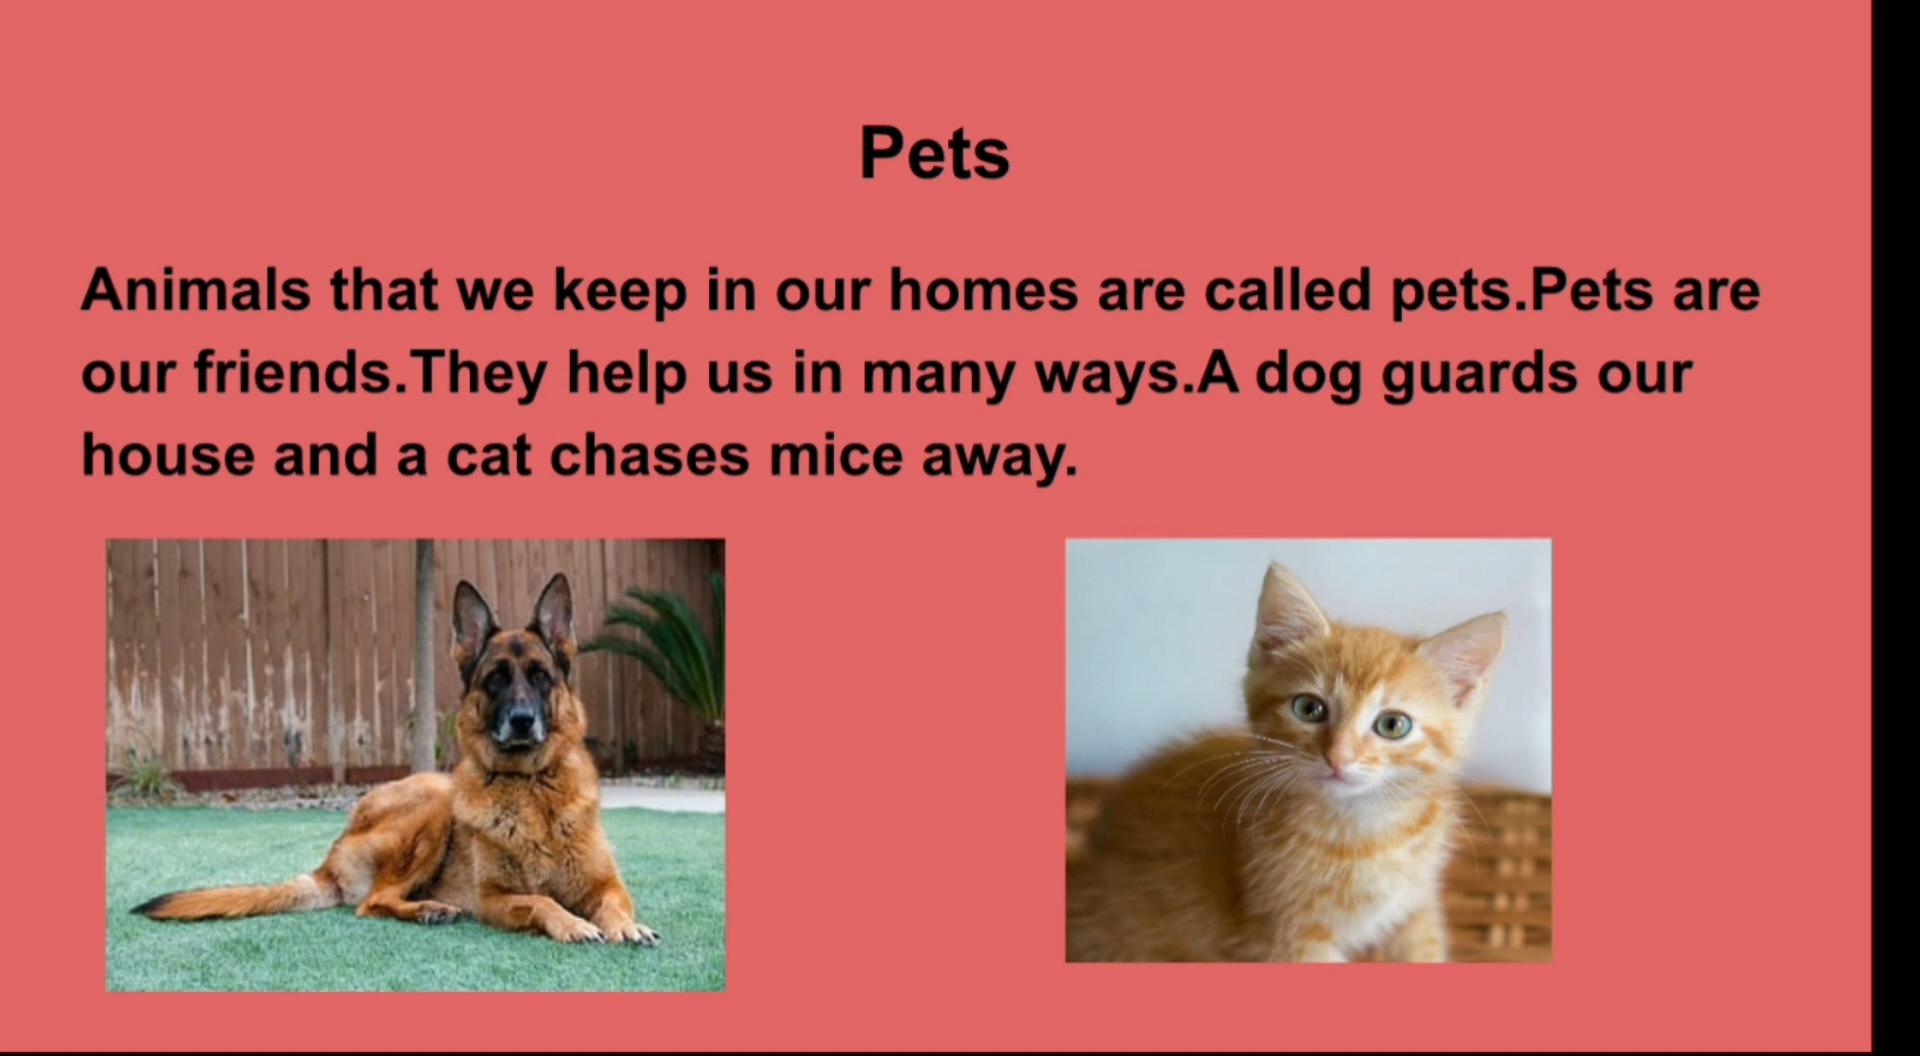 Pets
Animals that we keep in our homes are called pets.Pets are
our friends.They help us in many ways.A dog guards our
house and a cat chases mice away.